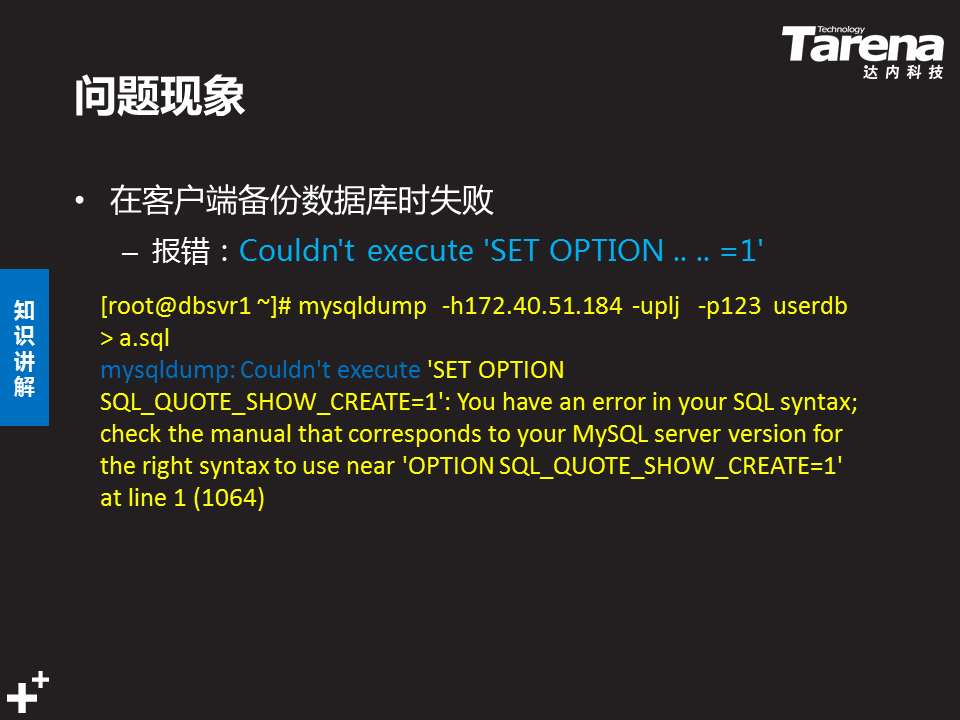 Technology
Tarena
达内科技
问题现象
• 在客户端备份数据库时失败
– 报错：Couldn't execute 'SET OPTION .. .. =1'
知识讲解
[root@dbsvr1 ~]# mysqldump -h172.40.51.184 -uplj -p123 userdb
> a.sql
mysqldump: Couldn't execute 'SET OPTION
SQL_QUOTE_SHOW_CREATE=1': You have an error in your SQL syntax;
check the manual that corresponds to your MySQL server version for
the right syntax to use near 'OPTION SQL_QUOTE_SHOW_CREATE=1'
at line 1 (1064)